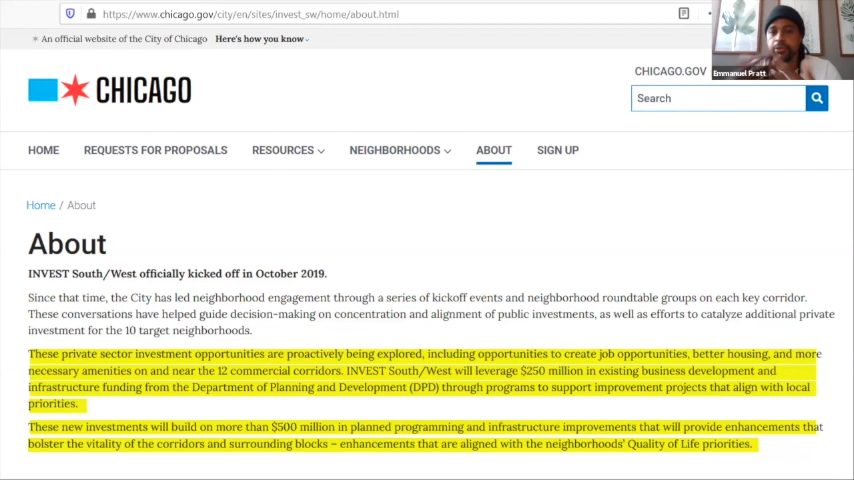 www.chicago.gov/city/en/sites/invest_sw/home/about.html
An official website of the City of Chicago Here's how you know
Emmanuel Pratt
CHICAGO
CHICAGO.GOV
Search
HOME REQUESTS FOR PROPOSALS RESOURCES NEIGHBORHOODS ABOUT SIGN UP
Home / About
About
INVEST South/West officially kicked off in October 2019.
Since that time, the City has led neighborhood engagement through a series of kickoff events and neighborhood roundtable groups on each key corridor.
These conversations have helped guide decision-making on concentration and alignment of public investments, as well as efforts to catalyze additional private
investment for the 10 target neighborhoods.
These private sector investment opportunities are proactively being explored, including opportunities to create job opportunities, better housing, and more
necessary amenities on and near the 12 commercial corridors. INVEST South/West will leverage $250 million in existing business development and
infrastructure funding from the Department of Planning and Development (DPD) through programs to support improvement projects that align with local
priorities.
These new investments will build on more than $500 million in planned programming and infrastructure improvements that will provide enhancements that
bolster the vitality of the corridors and surrounding blocks – enhancements that are aligned with the neighborhoods' Quality of Life priorities.